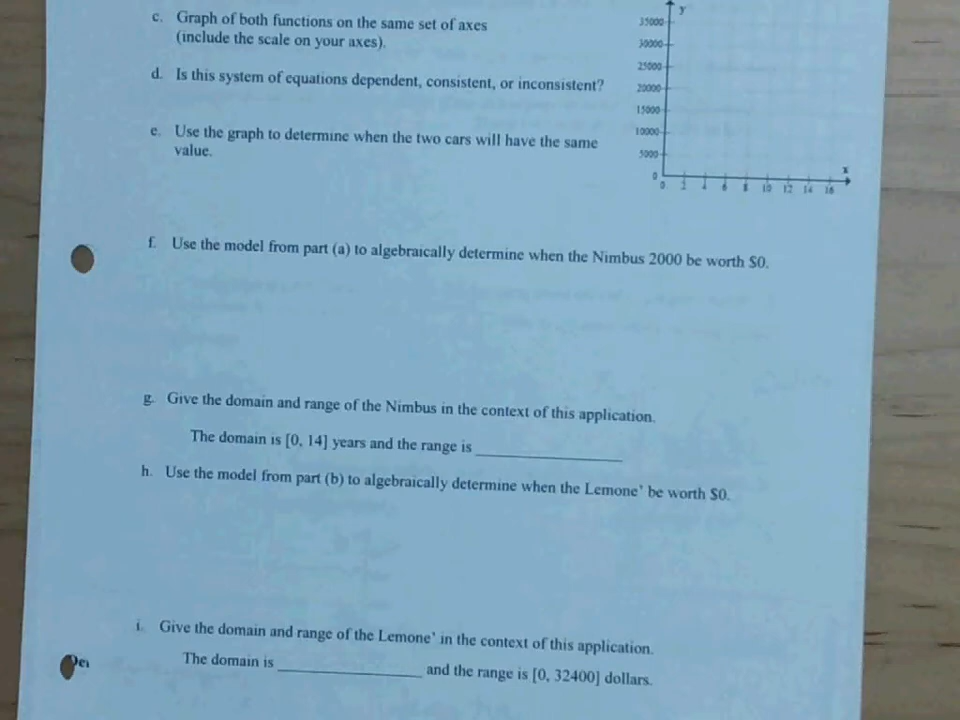 c. Graph of both functions on the same set of axes
(include the scale on your axes).
d. Is this system of equations dependent, consistent, or inconsistent?
e. Use the graph to determine when the two cars will have the same
value.
y
35000
30000
25000
20000
15000
10000
5000
0
x
0 2 4 6 8 10 12 14 16
f. Use the model from part (a) to algebraically determine when the Nimbus 2000 be worth $0.
g. Give the domain and range of the Nimbus in the context of this application.
The domain is [0, 14] years and the range is
h. Use the model from part (b) to algebraically determine when the Lemone' be worth $0.
i. Give the domain and range of the Lemone' in the context of this application.
The domain is and the range is [0, 32400] dollars.